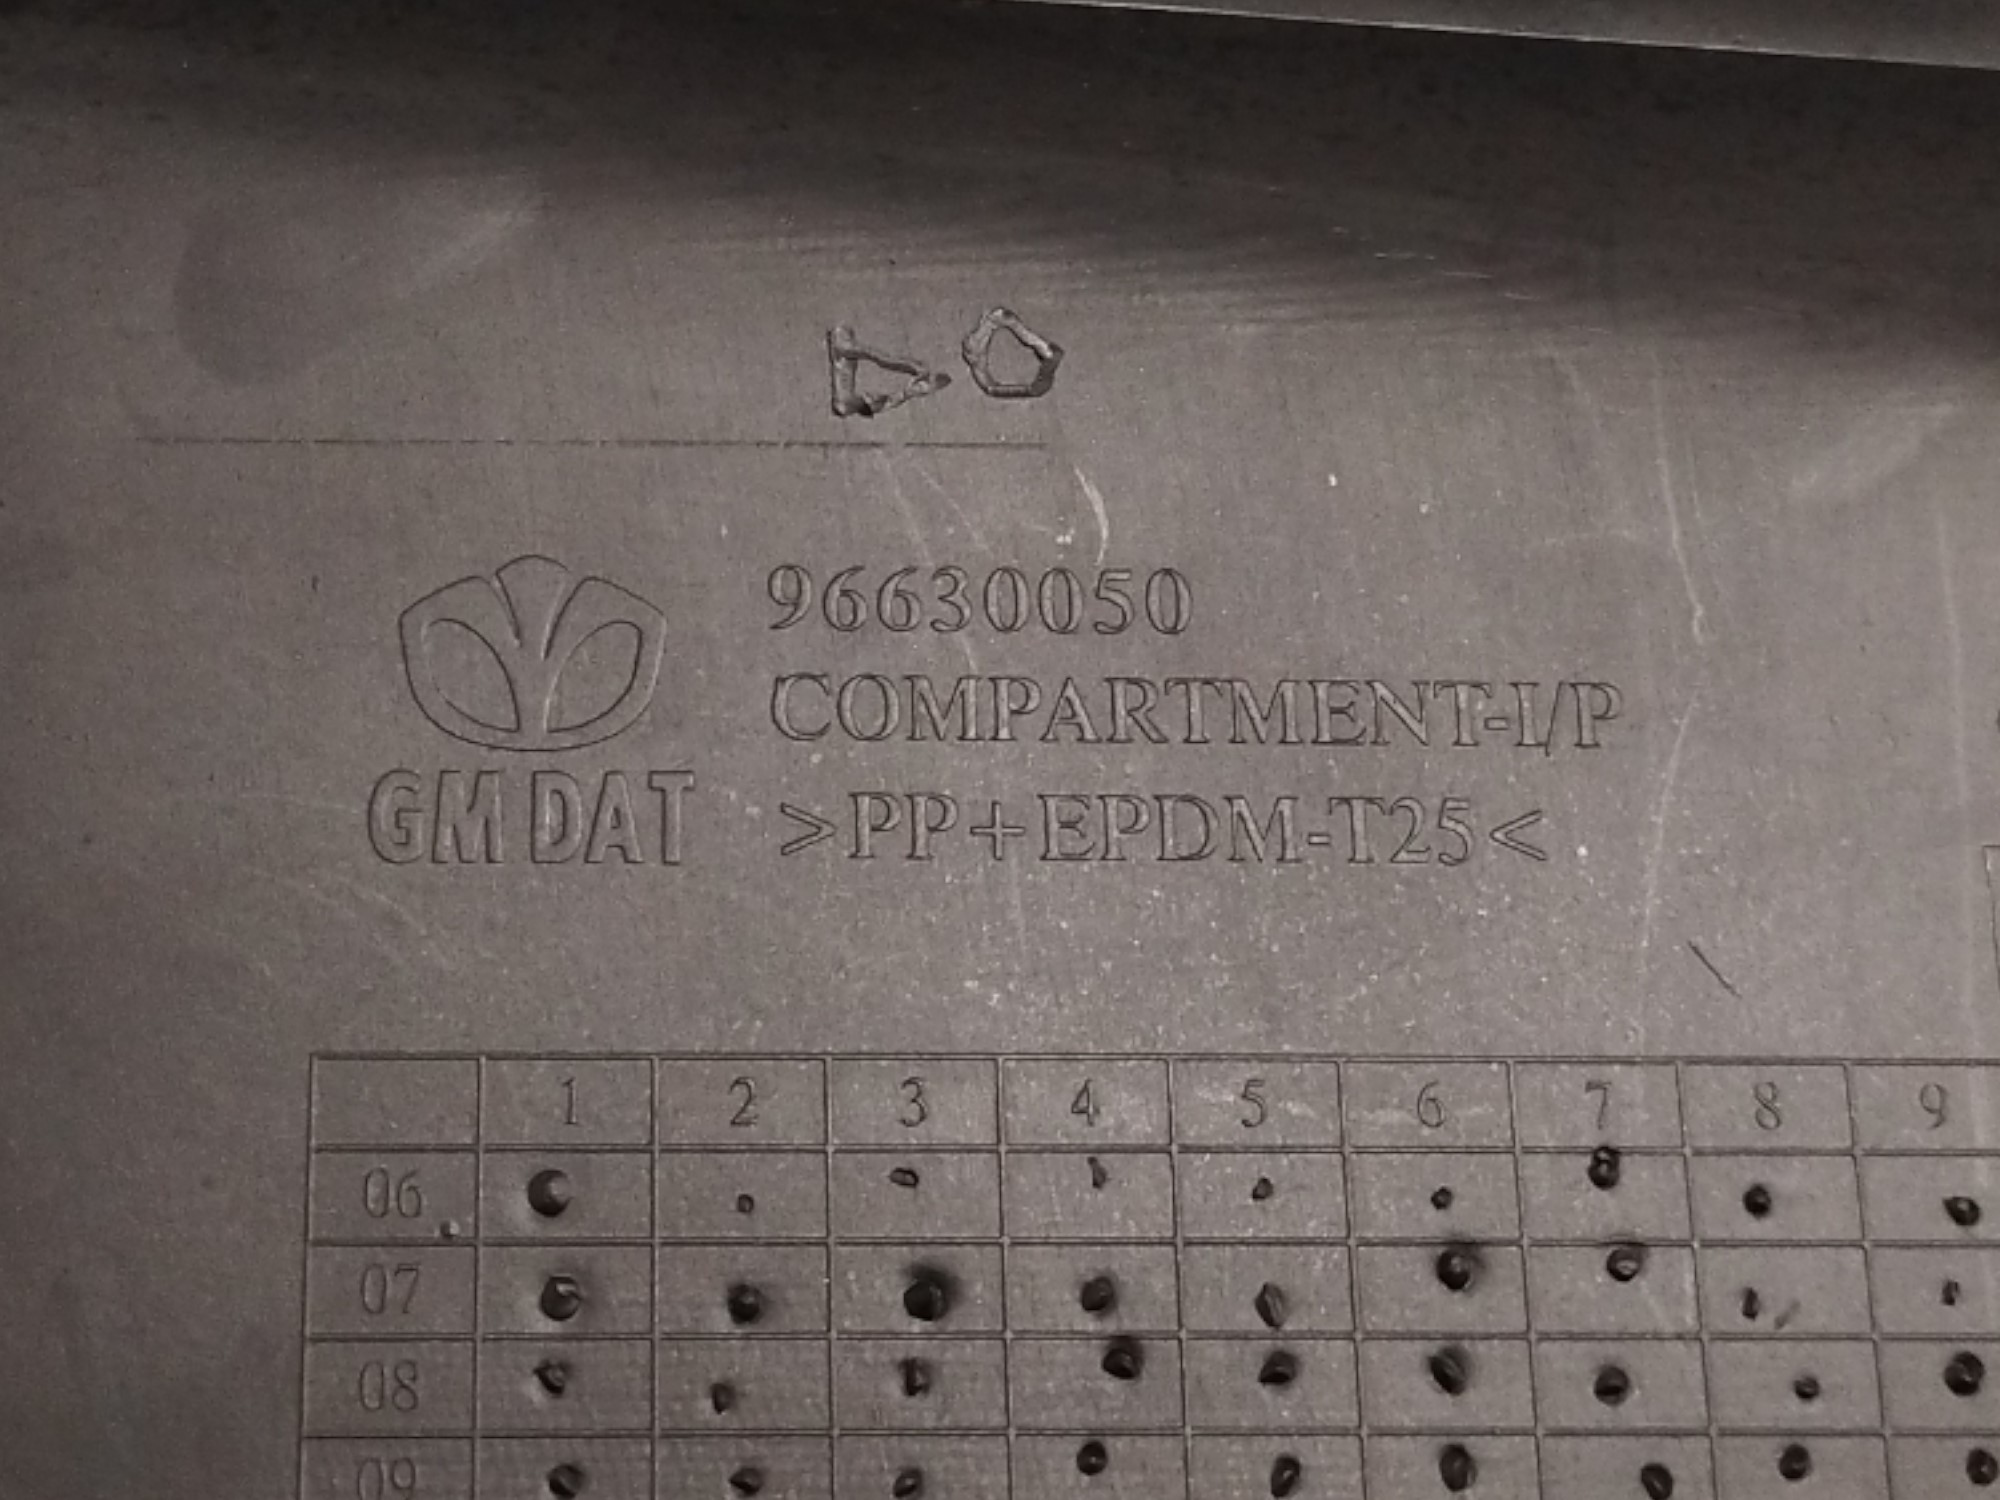 96630050
COMPARTMENT-I/P
GM DAT >PP+EPDM-T25<
1 2 3 4 5 6 7 8 9
06
07
08
09